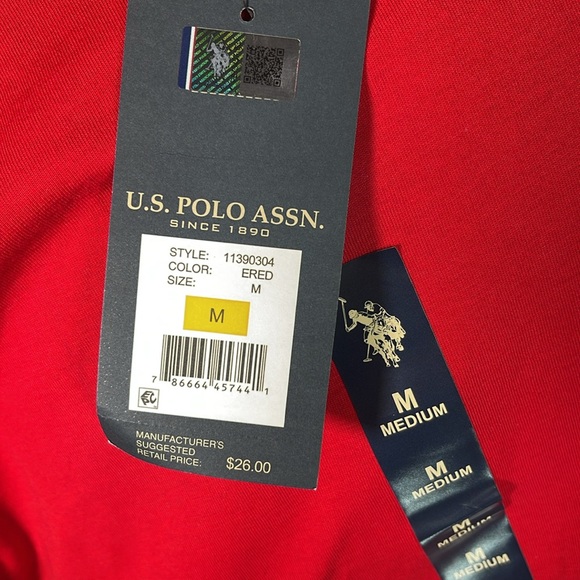 U.S. POLO ASSN.
SINCE 1890
STYLE: 11390304
COLOR: ERED
SIZE: M
M
7 86664 45744 1
MANUFACTURER'S
SUGGESTED
RETAIL PRICE: $26.00
M
MEDIUM
M
MEDIUM
M
MEDIUM
M
MEDIUM